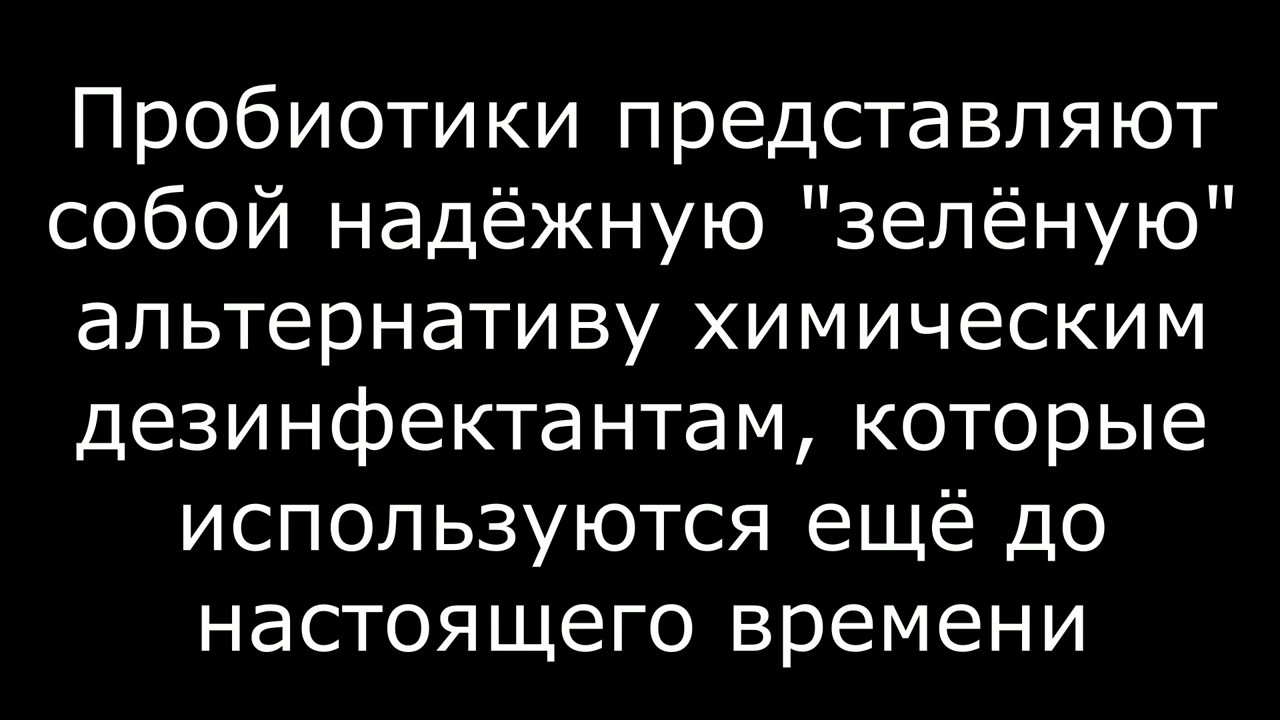 Пробиотики представляют
собой надёжную "зелёную"
альтернативу химическим
дезинфектантам, которые
используются ещё до
настоящего времени